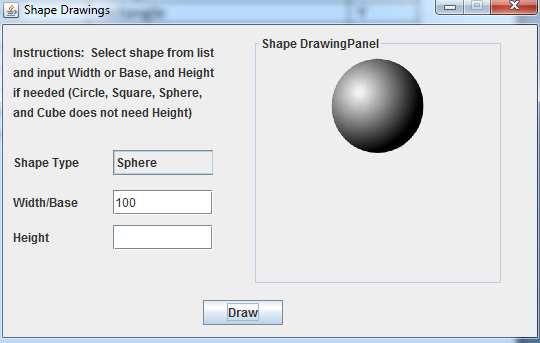 Shape Drawings
Instructions: Select shape from list
and input Width or Base, and Height
if needed (Circle, Square, Sphere,
and Cube does not need Height)
Shape DrawingPanel
Shape Type
Sphere
Width/Base
100
Height
Draw